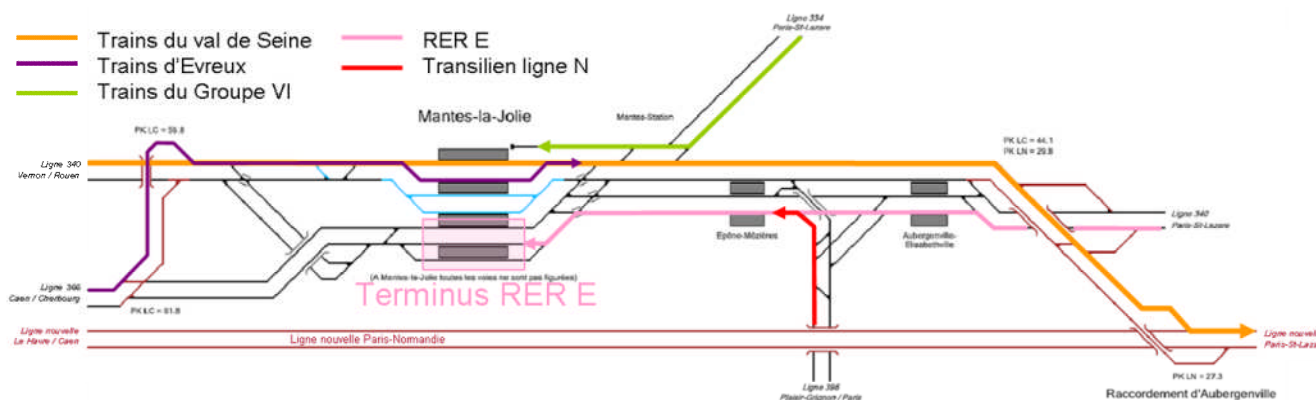 Trains du val de Seine
RER E
Trains d'Evreux
Transilien ligne N
Trains du Groupe VI
Ligne 334
Paris-St-Lazare
Mantes-la-Jolie
Mantes-Station
PK LC = 59.8
PK LC = 44.1
PK LN = 29.8
Ligne 340
Vernon / Rouen
Ligne 340
Paris-St-Lazare
Epône-Mézières
Aubergenville-
Elisabethville
(A Mantes-la-Jolie toutes les voies ne sont pas figurées)
Terminus RER E
Ligne 366
Caen / Cherbourg
PK LC = 61.8
Ligne nouvelle
Le Havre / Caen
Ligne nouvelle Paris-Normandie
Ligne nouvel
Paris-St-Laz
PK LN = 27.3
Ligne 396
Plaisir-Grignon / Paris
Raccordement d'Aubergenville